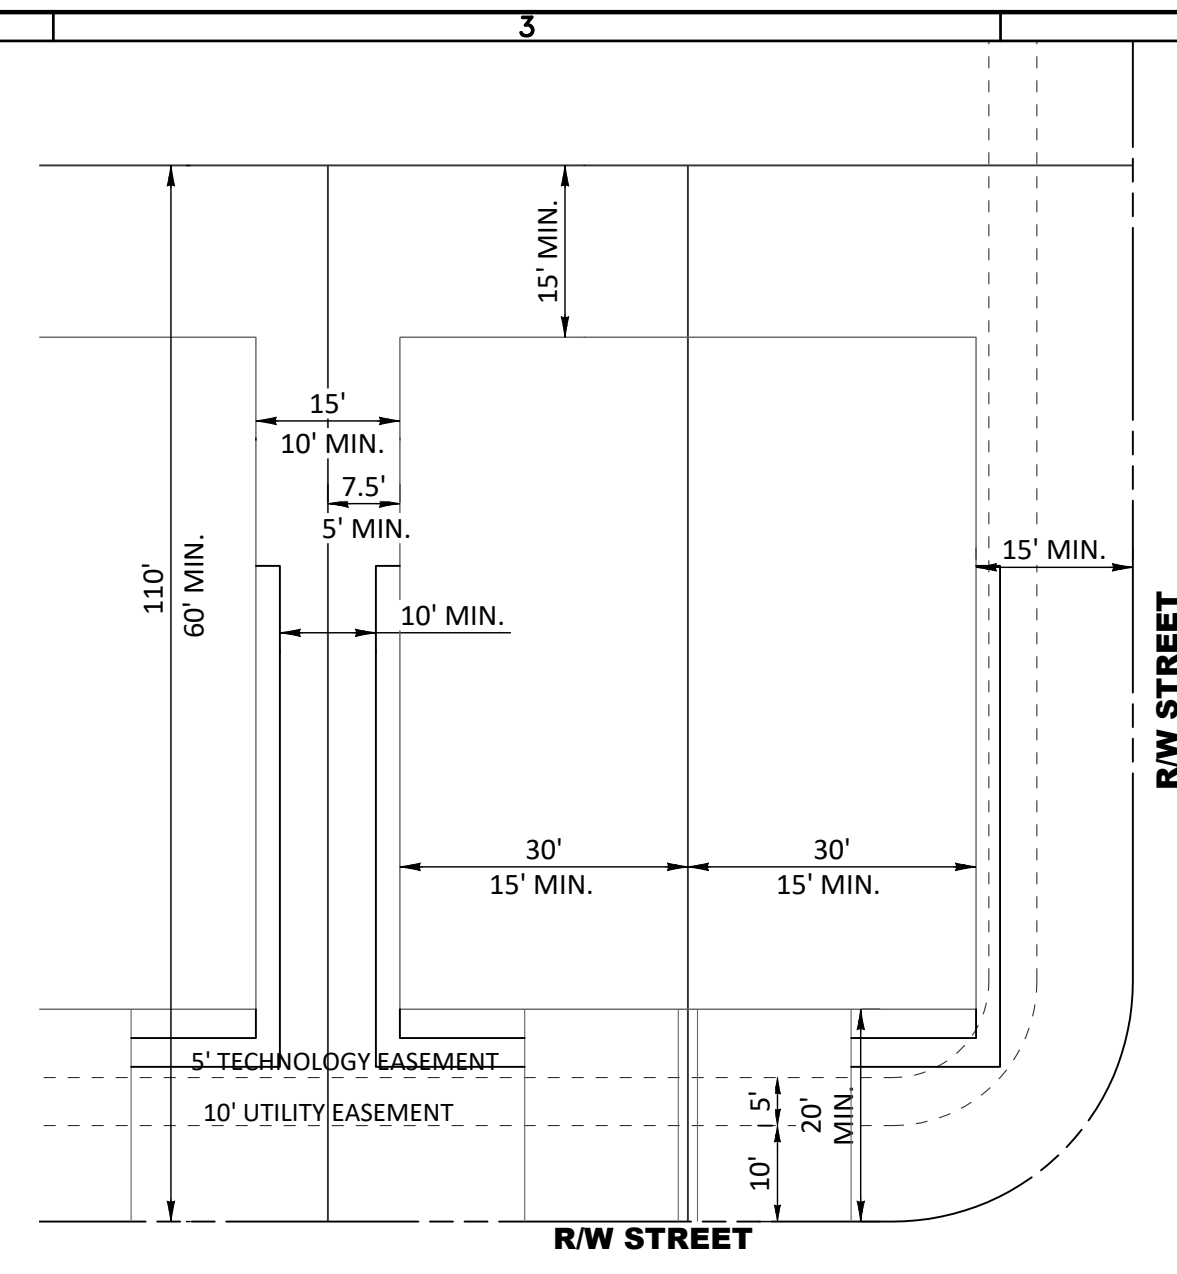 3
15' MIN.
15'
10' MIN.
7.5'
5' MIN.
15' MIN.
110'
60' MIN.
10' MIN.
R/W STREET
30'
15' MIN.
30'
15' MIN.
5' TECHNOLOGY EASEMENT
10' UTILITY EASEMENT
5'
20'
MIN.
10'
R/W STREET